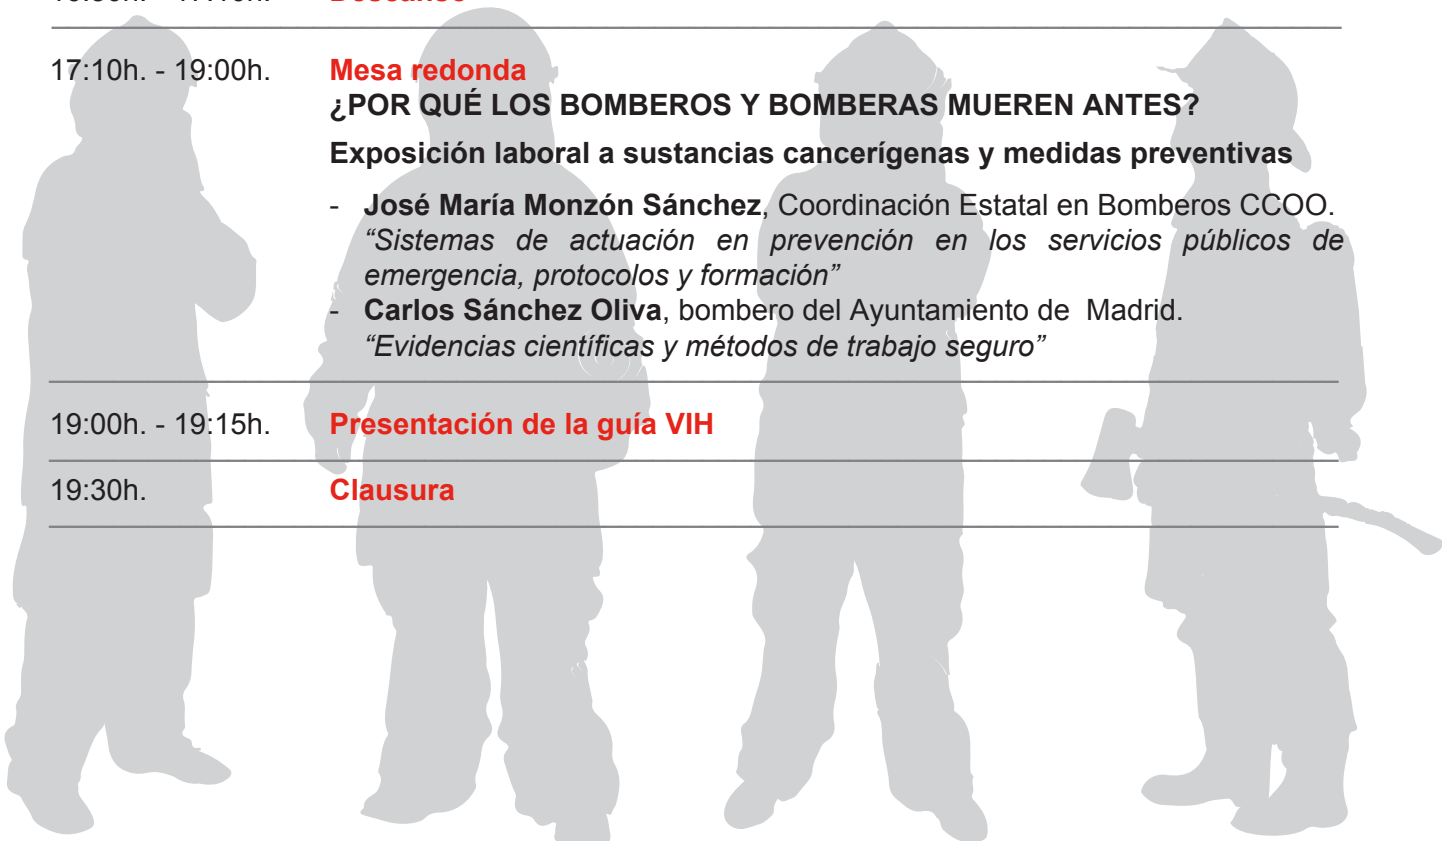 17:10h. - 19:00h. Mesa redonda
¿POR QUÉ LOS BOMBEROS Y BOMBERAS MUEREN ANTES?
Exposición laboral a sustancias cancerígenas y medidas preventivas
- José María Monzón Sánchez, Coordinación Estatal en Bomberos CCOO.
“Sistemas de actuación en prevención en los servicios públicos de
emergencia, protocolos y formación”
- Carlos Sánchez Oliva, bombero del Ayuntamiento de Madrid.
“Evidencias científicas y métodos de trabajo seguro”
19:00h. - 19:15h. Presentación de la guía VIH
19:30h. Clausura